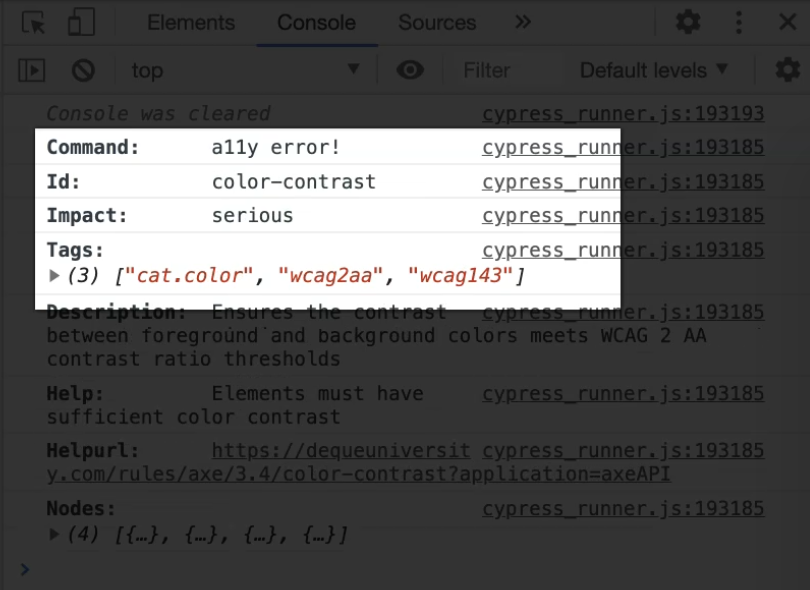 Elements Console Sources »
top Filter Default levels ▼
Console was cleared cypress_runner.js:193193
Command: a11y error! cypress_runner.js:193185
Id: color-contrast cypress_runner.js:193185
Impact: serious cypress_runner.js:193185
Tags: cypress_runner.js:193185
▶ (3) ["cat.color", "wcag2aa", "wcag143"]
Description: Ensures the contrast cypress_runner.js:193185
between foreground and background colors meets WCAG 2 AA
contrast ratio thresholds
Help: Elements must have cypress_runner.js:193185
sufficient color contrast
Helpurl: https://dequeuniversit cypress_runner.js:193185
y.com/rules/axe/3.4/color-contrast?application=axeAPI
Nodes: cypress_runner.js:193185
▶ (4) [{…}, {…}, {…}, {…}]
>